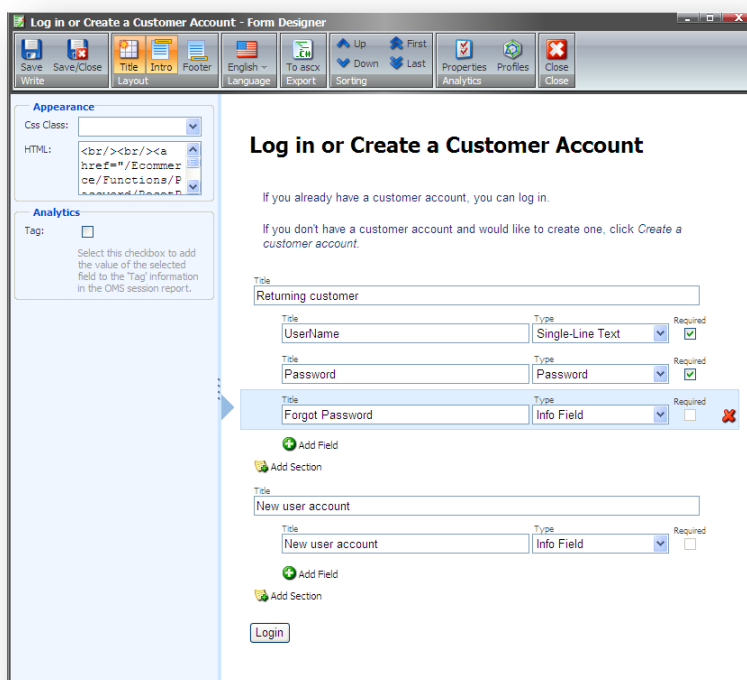 Log in or Create a Customer Account - Form Designer
Save Save/Close Title Intro Footer English To ascx Up First Down Last Properties Profiles Close
Write Layout Language Export Sorting Analytics Close
Appearance
Css Class:
HTML:
<br/><br/><a
href="/Ecommer
ce/Functions/P
Analytics
Tag:
Select this checkbox to add
the value of the selected
field to the 'Tag' information
in the OMS session report.
Log in or Create a Customer Account
If you already have a customer account, you can log in.
If you don't have a customer account and would like to create one, click Create a
customer account.
Title
Returning customer
Title Type Required
UserName Single-Line Text
Title Type Required
Password Password
Title Type Required
Forgot Password Info Field
Add Field
Add Section
Title
New user account
Title Type Required
New user account Info Field
Add Field
Add Section
Login